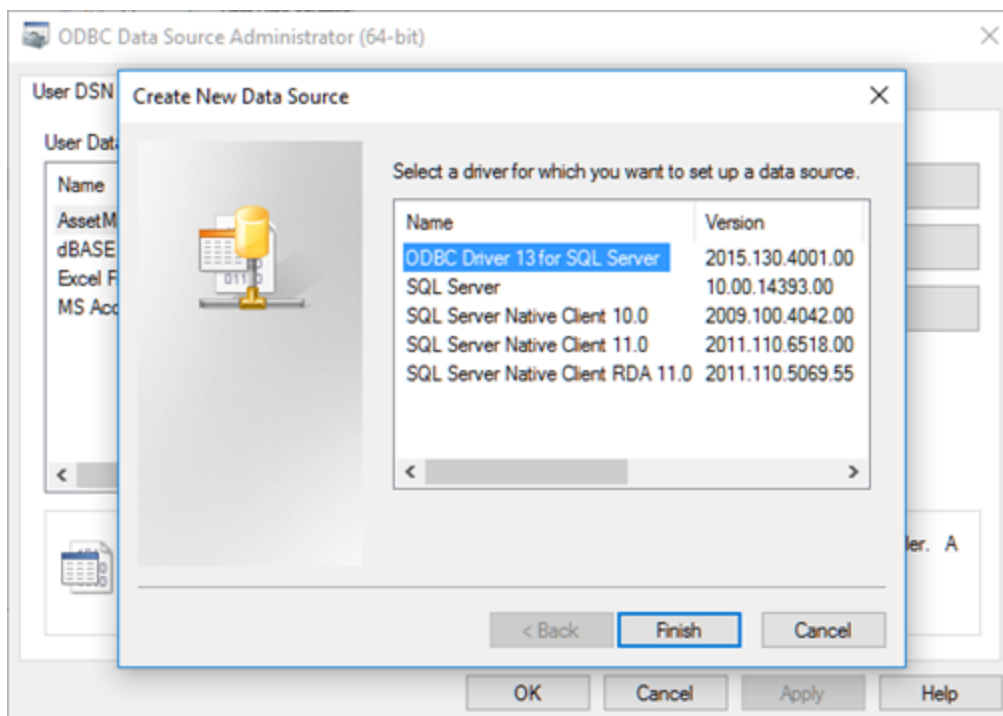 ODBC Data Source Administrator (64-bit)
User DSN
Create New Data Source
User Data
Name
AssetM
dBASE
Excel F
MS Acc
Select a driver for which you want to set up a data source.
Name Version
ODBC Driver 13 for SQL Server 2015.130.4001.00
SQL Server 10.00.14393.00
SQL Server Native Client 10.0 2009.100.4042.00
SQL Server Native Client 11.0 2011.110.6518.00
SQL Server Native Client RDA 11.0 2011.110.5069.55
der. A
< Back Finish Cancel
OK Cancel Apply Help